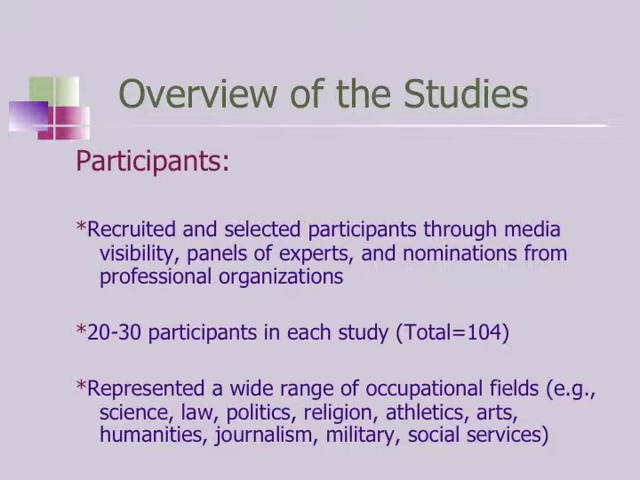 Overview of the Studies
Participants:
*Recruited and selected participants through media
visibility, panels of experts, and nominations from
professional organizations
*20-30 participants in each study (Total=104)
*Represented a wide range of occupational fields (e.g.,
science, law, politics, religion, athletics, arts,
humanities, journalism, military, social services)